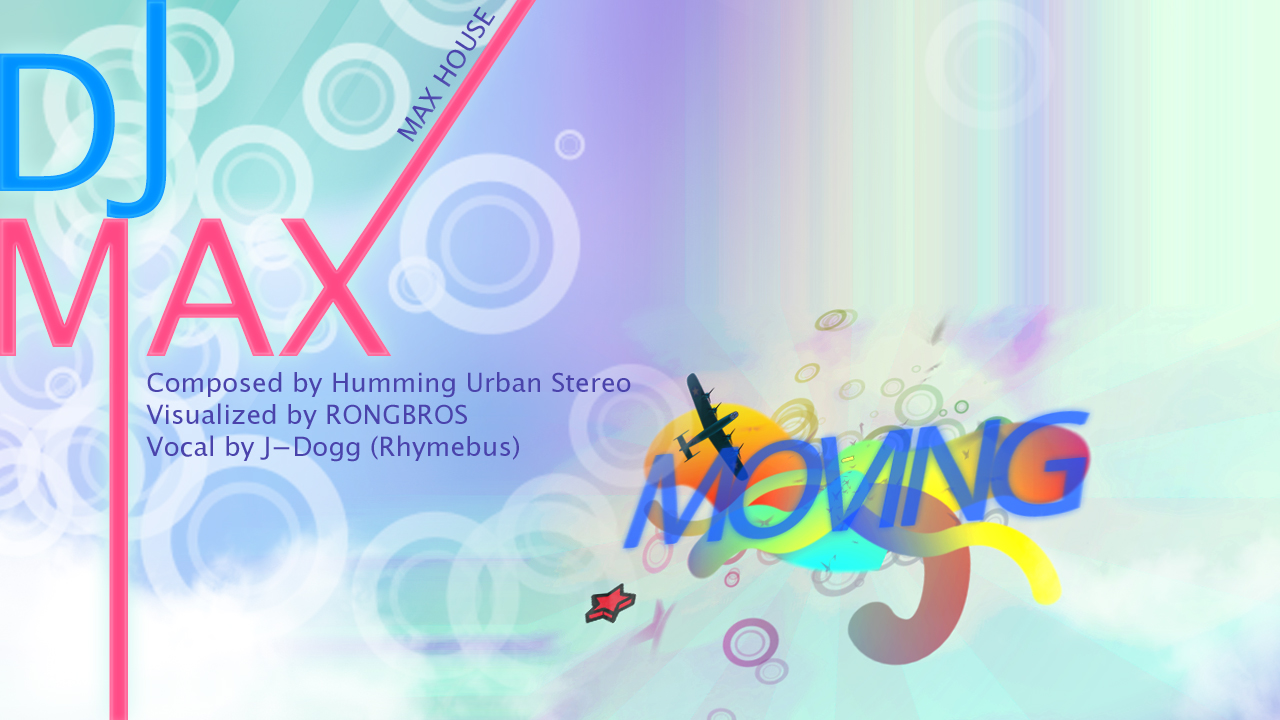 DJ
MAX
MAX HOUSE
Composed by Humming Urban Stereo
Visualized by RONGBROS
Vocal by J-Dogg (Rhymebus)
MOVING